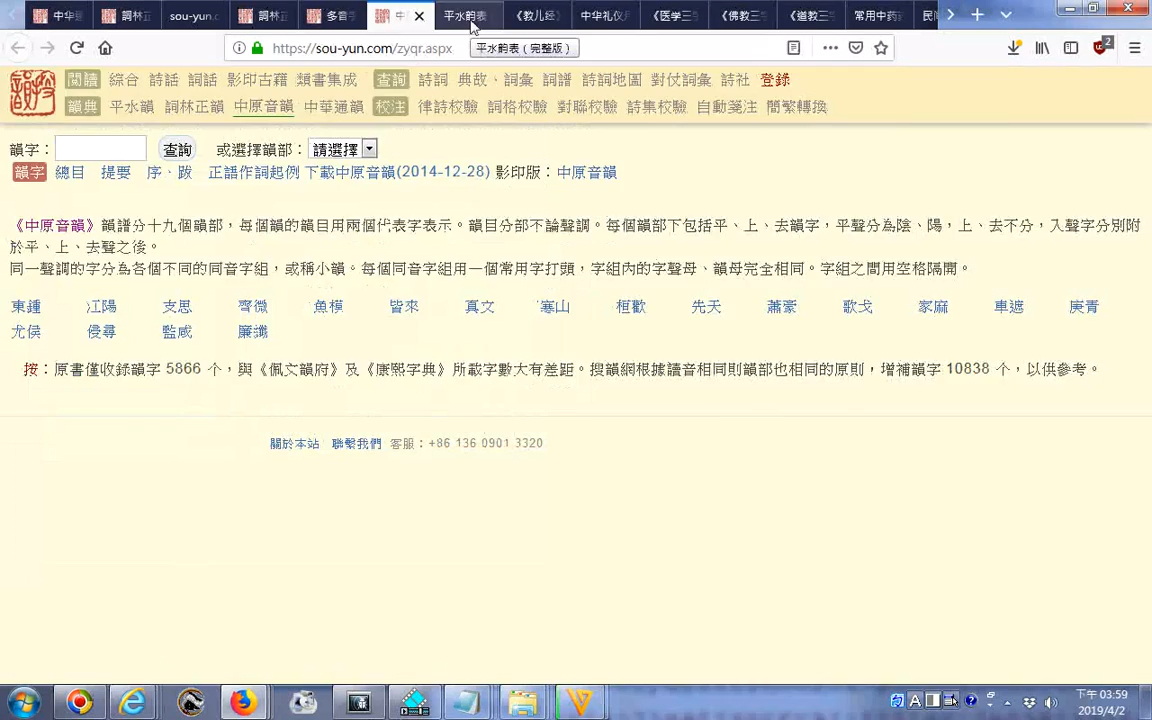 中华
詞林正
sou-yun.c
詞林正
多音
中
平水韵表
《教儿经
中华礼仪
《医学三
《佛教三
《道教三
常用中药
民
https://sou-yun.com/zyqr.aspx
平水韵表（完整版）
2
閱讀 綜合 詩話 詞話 影印古籍 類書集成 查詢 詩詞 典故、詞彙 詞譜 詩詞地圖 對仗詞彙 詩社 登錄
韻典 平水韻 詞林正韻 中原音韻 中華通韻 校注 律詩校驗 詞格校驗 對聯校驗 詩集校驗 自動箋注 簡繁轉換
韻字： 查詢 或選擇韻部： 請選擇
韻字 總目 提要 序、跋 正語作詞起例 下載中原音韻(2014-12-28) 影印版：中原音韻
《中原音韻》韻譜分十九個韻部，每個韻的韻目用兩個代表字表示。韻目分部不論聲調。每個韻部下包括平、上、去韻字，平聲分為陰、陽，上、去不分，入聲字分別附
於平、上、去聲之後。
同一聲調的字分為各個不同的同音字組，或稱小韻。每個同音字組用一個常用字打頭，字組內的字聲母、韻母完全相同。字組之間用空格隔開。
東鍾 江陽 支思 齊微 魚模 皆來 真文 寒山 桓歡 先天 蕭豪 歌戈 家麻 車遮 庚青
尤侯 侵尋 監咸 廉纖
按：原書僅收錄韻字 5866 个，與《佩文韻府》及《康熙字典》所載字數大有差距。搜韻網根據讀音相同則韻部也相同的原則，增補韻字 10838 个，以供參考。
關於本站 聯繫我們 客服：+86 136 0901 3320
下午 03:59
2019/4/2